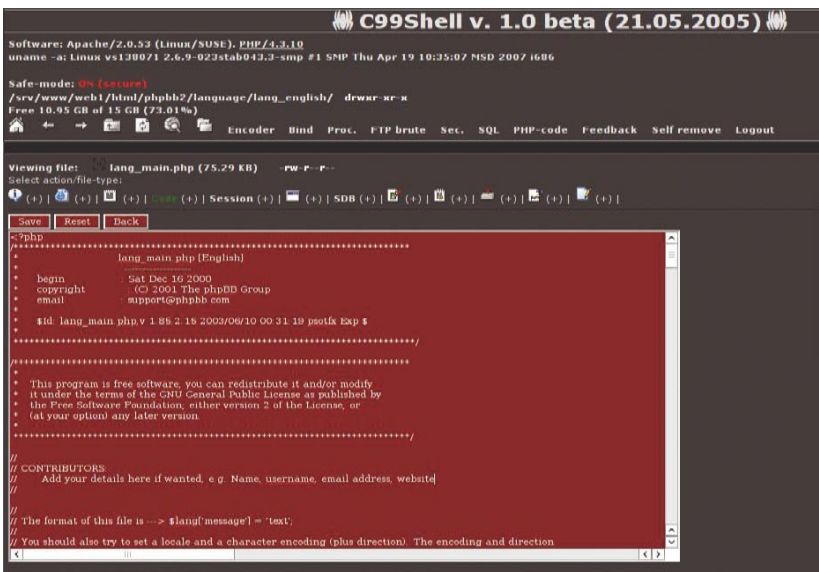 C99Shell v. 1.0 beta (21.05.2005)
Software: Apache/2.0.53 (Linux/SUSE). PHP/4.3.10
uname -a: Linux vs138071 2.6.9-023stab043.3-smp #1 SMP Thu Apr 19 10:35:07 MSD 2007 i686
Safe-mode: ON (secure)
/srv/www/web1/html/phpbb2/language/lang_english/ drwxr-xr-x
Free 10.95 GB of 15 GB (73.01%)
Encoder Bind Proc. FTP brute Sec. SQL PHP-code Feedback Self remove Logout
Viewing file: lang_main.php (75.29 KB) -rw-r--r--
Select action/file-type:
(+) | (+) | (+) | Code (+) | Session (+) | (+) | SDB (+) | (+) | (+) | (+) | (+) | (+) |
Save Reset Back
<?php
/***************************************************************************
* lang_main.php [English]
* -------------------
* begin : Sat Dec 16 2000
* copyright : (C) 2001 The phpBB Group
* email : support@phpbb.com
*
* $Id: lang_main.php,v 1.85.2.15 2003/06/10 00:31:19 psotfx Exp $
*
****************************************************************************/
/***************************************************************************
*
* This program is free software; you can redistribute it and/or modify
* it under the terms of the GNU General Public License as published by
* the Free Software Foundation; either version 2 of the License, or
* (at your option) any later version.
*
***************************************************************************/
//
// CONTRIBUTORS:
// Add your details here if wanted, e.g. Name, username, email address, website
//
//
// The format of this file is ---> $lang['message'] = 'text';
//
// You should also try to set a locale and a character encoding (plus direction). The encoding and direction